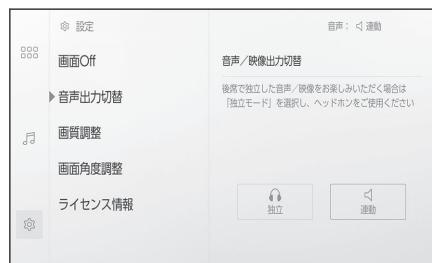 設定
音声： 連動
画面Off
音声出力切替
画質調整
画面角度調整
ライセンス情報
音声／映像出力切替
後席で独立した音声／映像をお楽しみいただく場合は
「独立モード」を選択し、ヘッドホンをご使用ください
独立
連動